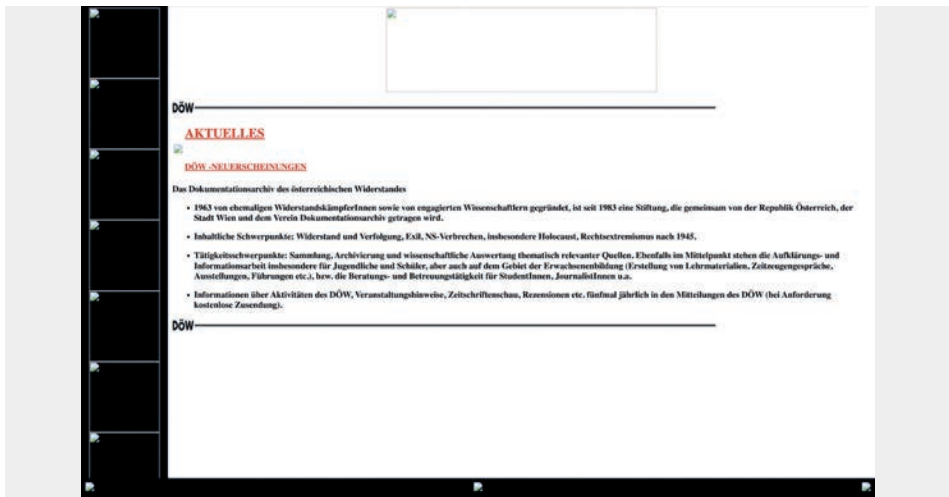 DÖW
AKTUELLES
DÖW -NEUERSCHEINUNGEN
Das Dokumentationsarchiv des österreichischen Widerstandes
• 1963 von ehemaligen WiderstandskämpferInnen sowie von engagierten Wissenschaftlern gegründet, ist seit 1983 eine Stiftung, die gemeinsam von der Republik Österreich, der
Stadt Wien und dem Verein Dokumentationsarchiv getragen wird.
• Inhaltliche Schwerpunkte: Widerstand und Verfolgung, Exil, NS-Verbrechen, insbesondere Holocaust, Rechtsextremismus nach 1945.
• Tätigkeitsschwerpunkte: Sammlung, Archivierung und wissenschaftliche Auswertung thematisch relevanter Quellen. Ebenfalls im Mittelpunkt stehen die Aufklärungs- und
Informationsarbeit insbesondere für Jugendliche und Schüler, aber auch auf dem Gebiet der Erwachsenenbildung (Erstellung von Lehrmaterialien, Zeitzeugengespräche,
Ausstellungen, Führungen etc.), bzw. die Beratungs- und Betreuungstätigkeit für StudentInnen, JournalistInnen u.a.
• Informationen über Aktivitäten des DÖW, Veranstaltungshinweise, Zeitschriftenschau, Rezensionen etc. fünfmal jährlich in den Mitteilungen des DÖW (bei Anforderung
kostenlose Zusendung).
DÖW